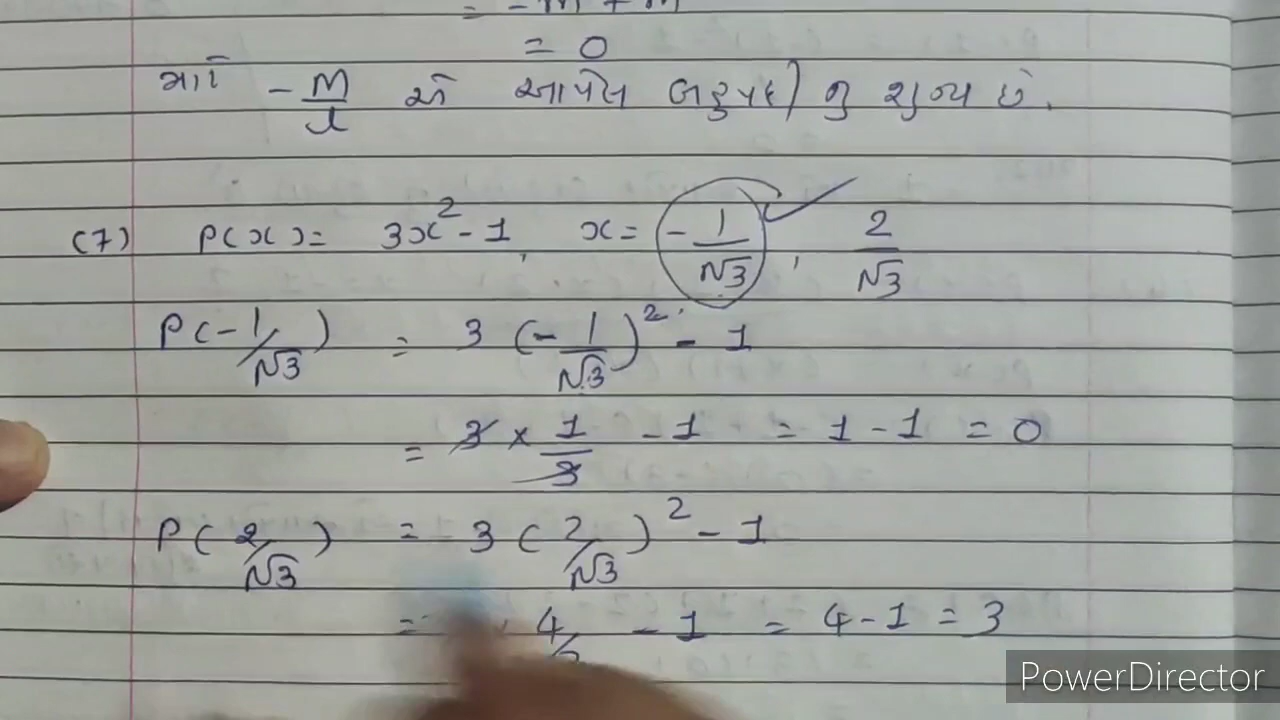 = 0
માટે - m/l એ આપેલ બહુપદી નુ શુન્ય છે.
(7) P(x) = 3x² - 1, x = - 1/√3, 2/√3
P(-1/√3) = 3 (- 1/√3)² - 1
= 3 × 1/3 - 1 = 1 - 1 = 0
P(2/√3) = 3 (2/√3)² - 1
= 4/ - 1 = 4 - 1 = 3
PowerDirector